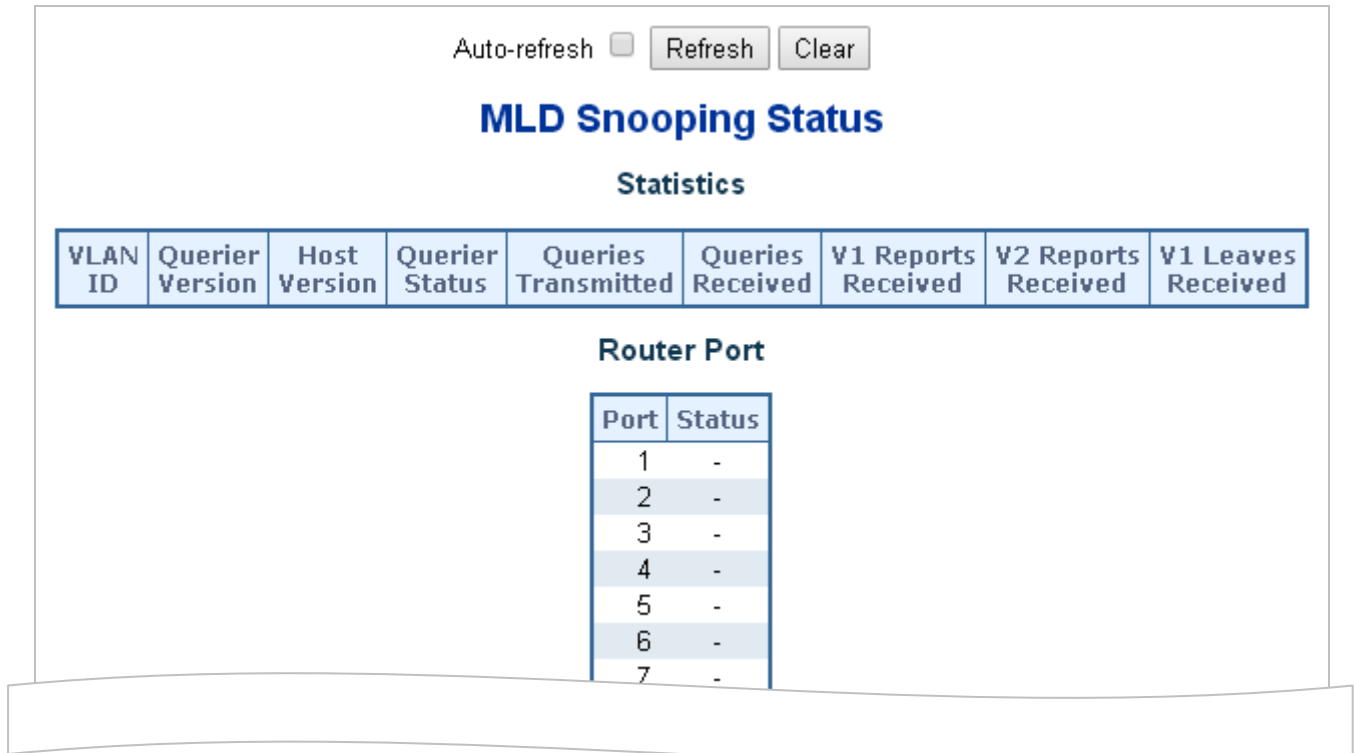 Auto-refresh Refresh Clear
MLD Snooping Status
Statistics
VLAN ID Querier Version Host Version Querier Status Queries Transmitted Queries Received V1 Reports Received V2 Reports Received V1 Leaves Received
Router Port
Port Status
1 -
2 -
3 -
4 -
5 -
6 -
7 -